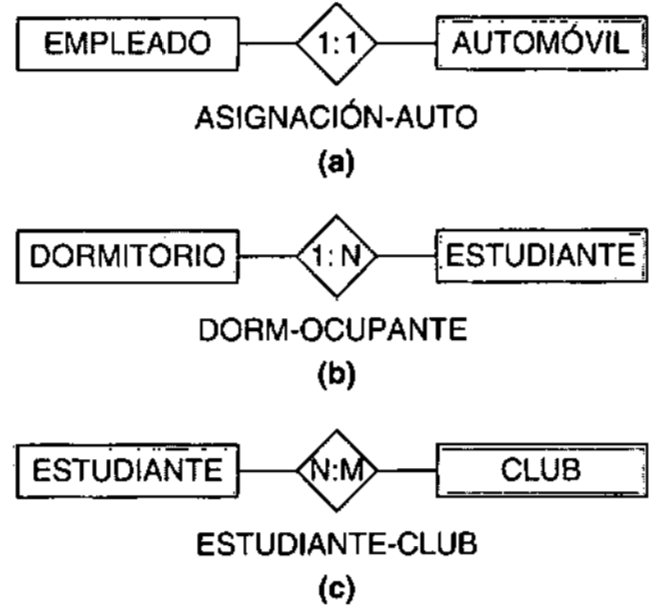 EMPLEADO 1:1 AUTOMÓVIL
ASIGNACIÓN-AUTO
(a)
DORMITORIO 1:N ESTUDIANTE
DORM-OCUPANTE
(b)
ESTUDIANTE N:M CLUB
ESTUDIANTE-CLUB
(c)